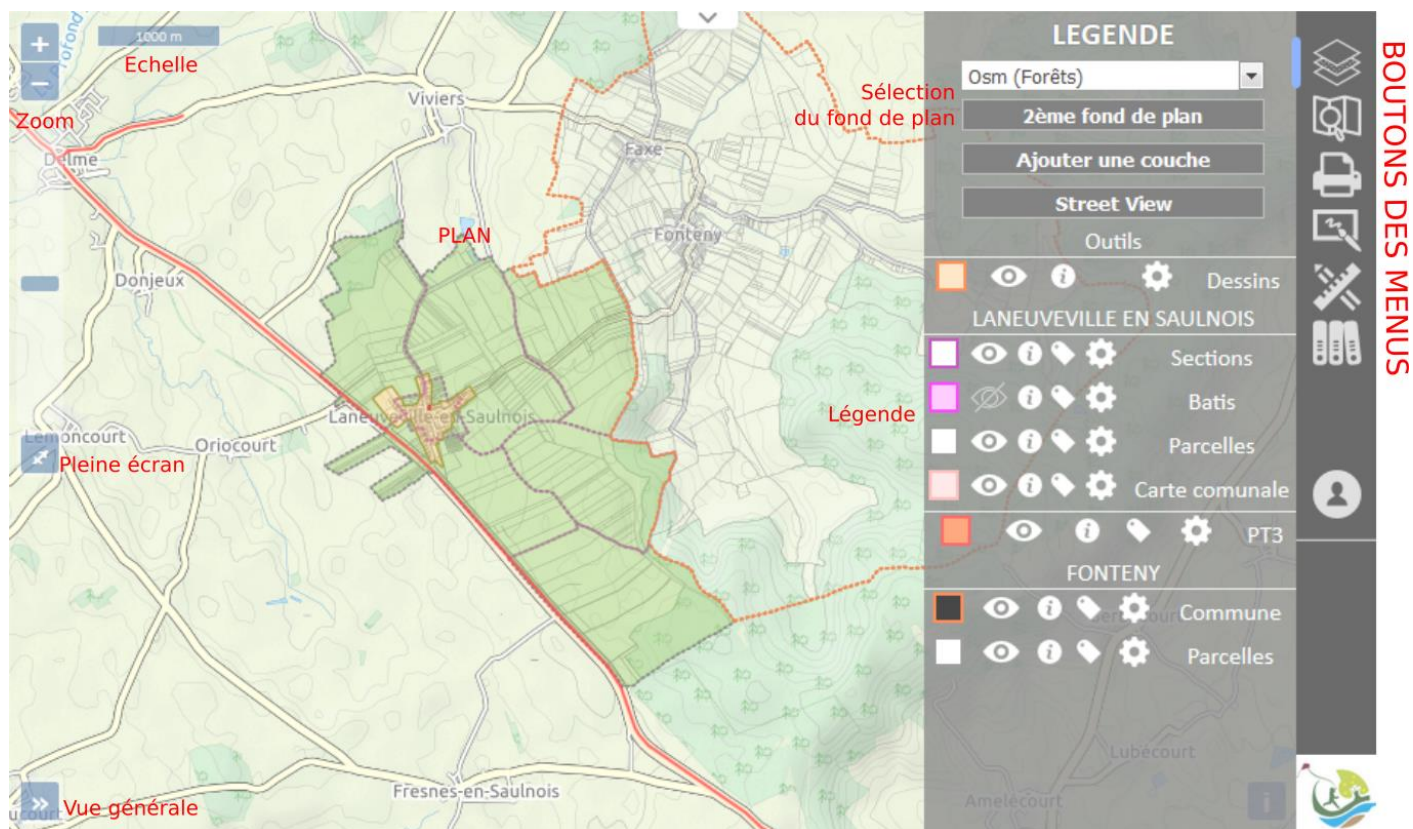 1000 m
Echelle
+
−
Zoom
Delme
Viviers
Faxe
Fonteny
PLAN
Donjeux
Laneuveville-en-Saulnois
Lemoncourt
Oriocourt
Pleine écran
Fresnes-en-Saulnois
» Vue générale
Sélection
du fond de plan
Légende
LEGENDE
Osm (Forêts)
2ème fond de plan
Ajouter une couche
Street View
Outils
Dessins
LANEUVEVILLE EN SAULNOIS
Sections
Batis
Parcelles
Carte comunale
PT3
FONTENY
Commune
Parcelles
Lubécourt
Amelécourt
BOUTONS DES MENUS